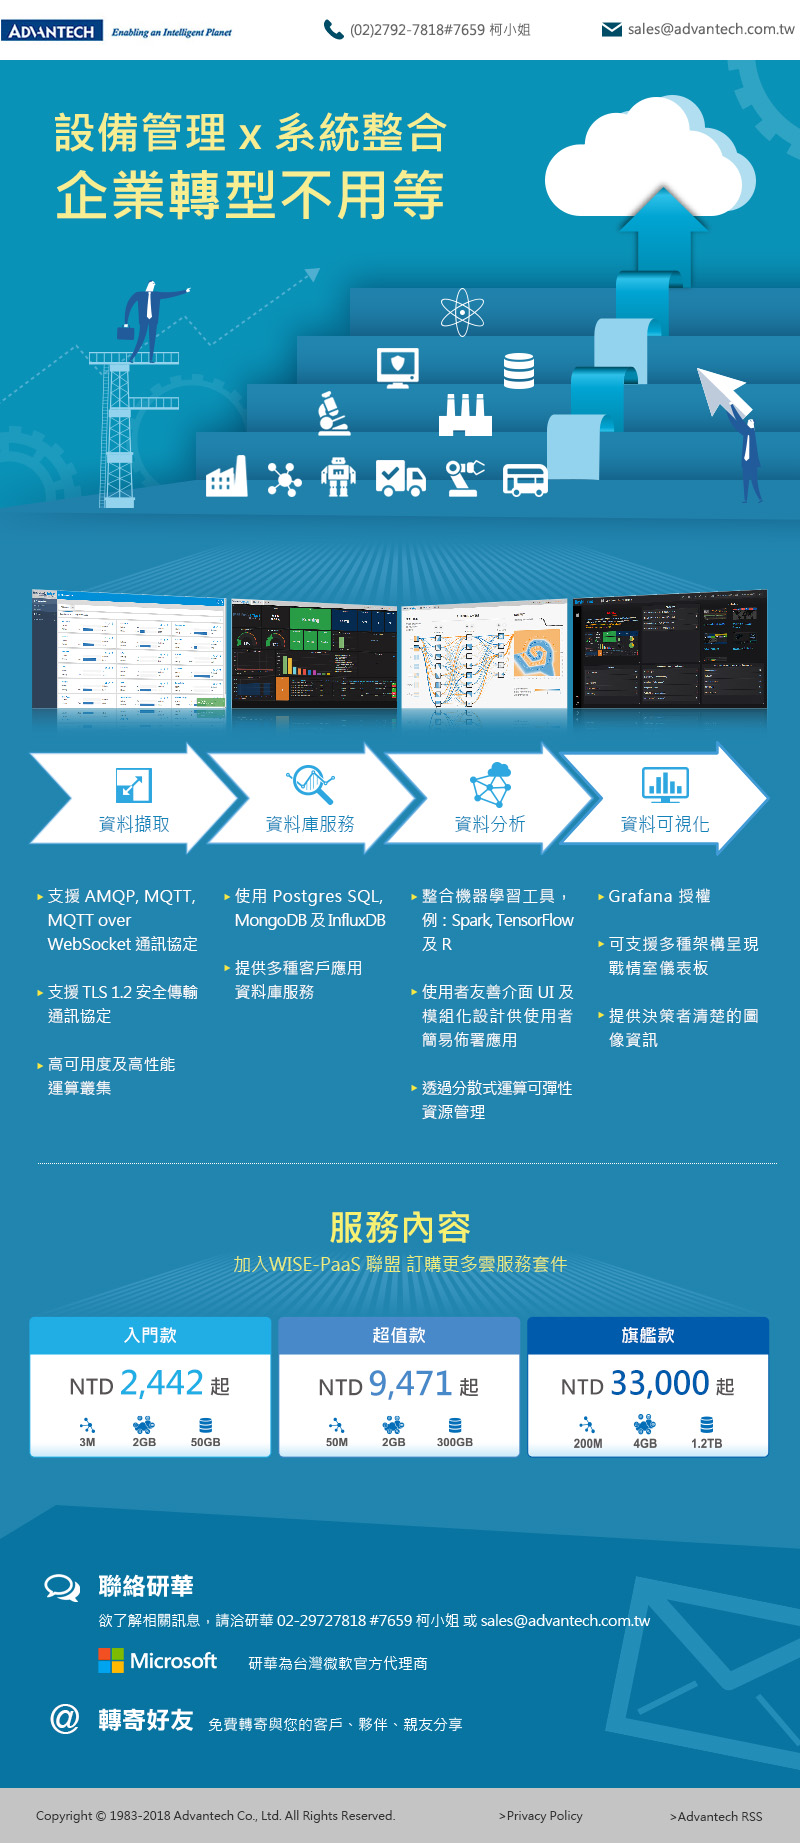 ADVANTECH Enabling an Intelligent Planet
(02)2792-7818#7659 柯小姐
sales@advantech.com.tw
設備管理 x 系統整合
企業轉型不用等
資料擷取
資料庫服務
資料分析
資料可視化
支援 AMQP, MQTT,
MQTT over
WebSocket 通訊協定
支援 TLS 1.2 安全傳輸
通訊協定
高可用度及高性能
運算叢集
使用 Postgres SQL,
MongoDB 及 InfluxDB
提供多種客戶應用
資料庫服務
整合機器學習工具，
例：Spark, TensorFlow
及 R
使用者友善介面 UI 及
模組化設計供使用者
簡易佈署應用
透過分散式運算可彈性
資源管理
Grafana 授權
可支援多種架構呈現
戰情室儀表板
提供決策者清楚的圖
像資訊
服務內容
加入WISE-PaaS 聯盟 訂購更多雲服務套件
入門款
NTD 2,442 起
3M 2GB 50GB
超值款
NTD 9,471 起
50M 2GB 300GB
旗艦款
NTD 33,000 起
200M 4GB 1.2TB
聯絡研華
欲了解相關訊息，請洽研華 02-29727818 #7659 柯小姐 或 sales@advantech.com.tw
Microsoft 研華為台灣微軟官方代理商
@ 轉寄好友 免費轉寄與您的客戶、夥伴、親友分享
Copyright © 1983-2018 Advantech Co., Ltd. All Rights Reserved.
>Privacy Policy
>Advantech RSS